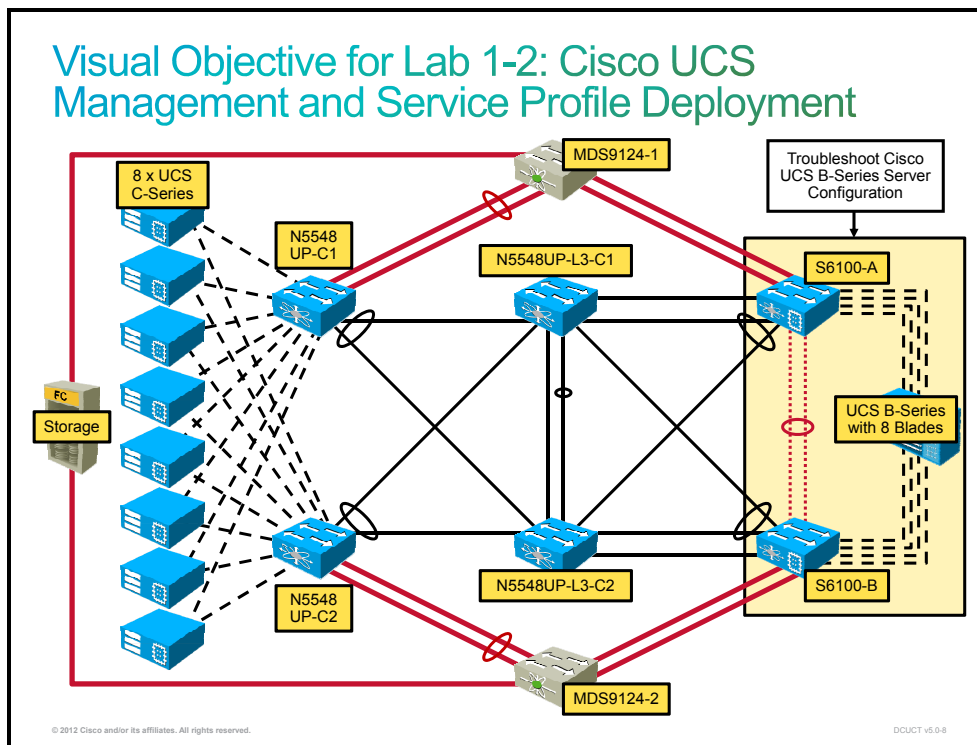 Visual Objective for Lab 1-2: Cisco UCS
Management and Service Profile Deployment
MDS9124-1
Troubleshoot Cisco
UCS B-Series Server
Configuration
8 x UCS
C-Series
N5548
UP-C1
N5548UP-L3-C1
S6100-A
FC
Storage
UCS B-Series
with 8 Blades
N5548
UP-C2
N5548UP-L3-C2
S6100-B
MDS9124-2
© 2012 Cisco and/or its affiliates. All rights reserved.
DCUCT v5.0-8